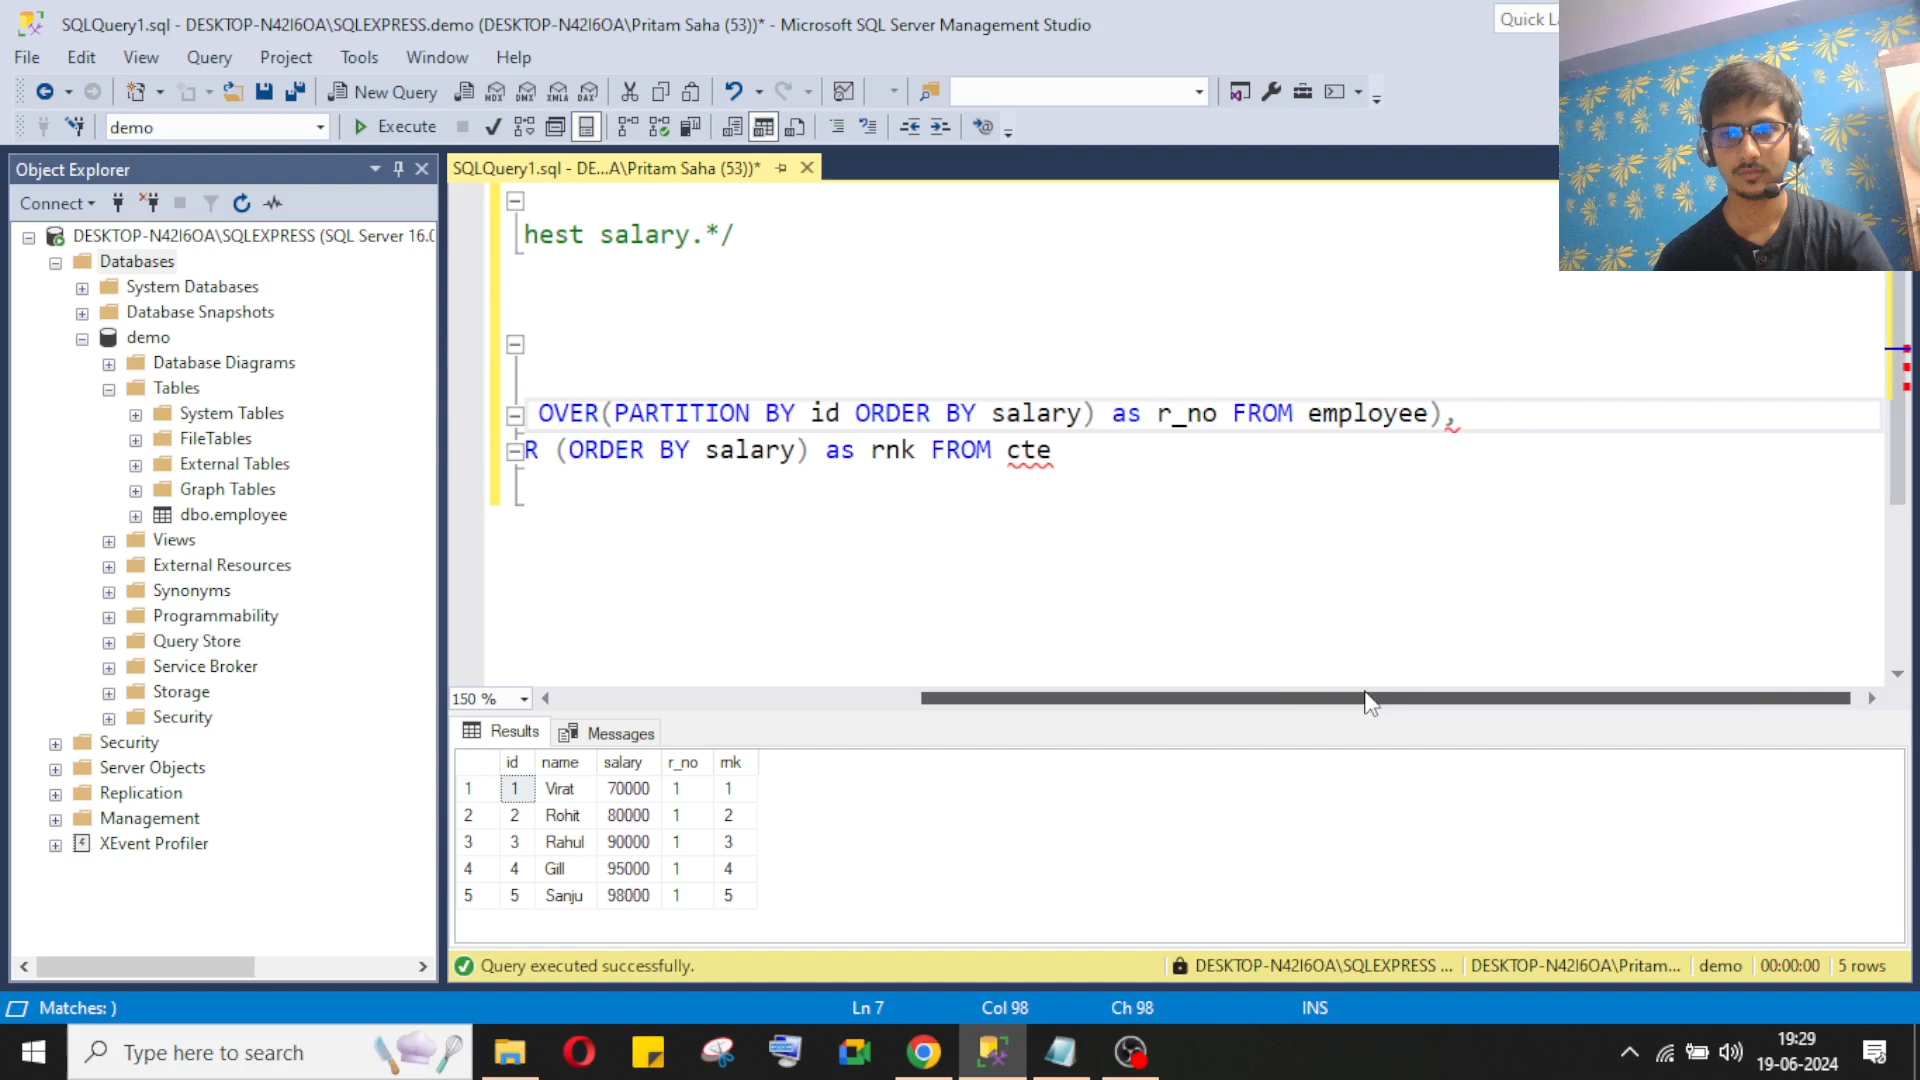 SQLQuery1.sql - DESKTOP-N42I6OA\SQLEXPRESS.demo (DESKTOP-N42I6OA\Pritam Saha (53))* - Microsoft SQL Server Management Studio
Quick La
File Edit View Query Project Tools Window Help
New Query
demo
Execute
Object Explorer
SQLQuery1.sql - DE...A\Pritam Saha (53))*
Connect
DESKTOP-N42I6OA\SQLEXPRESS (SQL Server 16.0
Databases
System Databases
Database Snapshots
demo
Database Diagrams
Tables
System Tables
FileTables
External Tables
Graph Tables
dbo.employee
Views
External Resources
Synonyms
Programmability
Query Store
Service Broker
Storage
Security
Security
Server Objects
Replication
Management
XEvent Profiler
hest salary.*/
OVER(PARTITION BY id ORDER BY salary) as r_no FROM employee),
R (ORDER BY salary) as rnk FROM cte
150 %
Results Messages
id name salary r_no rnk
1 1 Virat 70000 1 1
2 2 Rohit 80000 1 2
3 3 Rahul 90000 1 3
4 4 Gill 95000 1 4
5 5 Sanju 98000 1 5
Query executed successfully.
DESKTOP-N42I6OA\SQLEXPRESS ... DESKTOP-N42I6OA\Pritam... demo 00:00:00 5 rows
Matches: )
Ln 7 Col 98 Ch 98 INS
Type here to search
19:29
19-06-2024